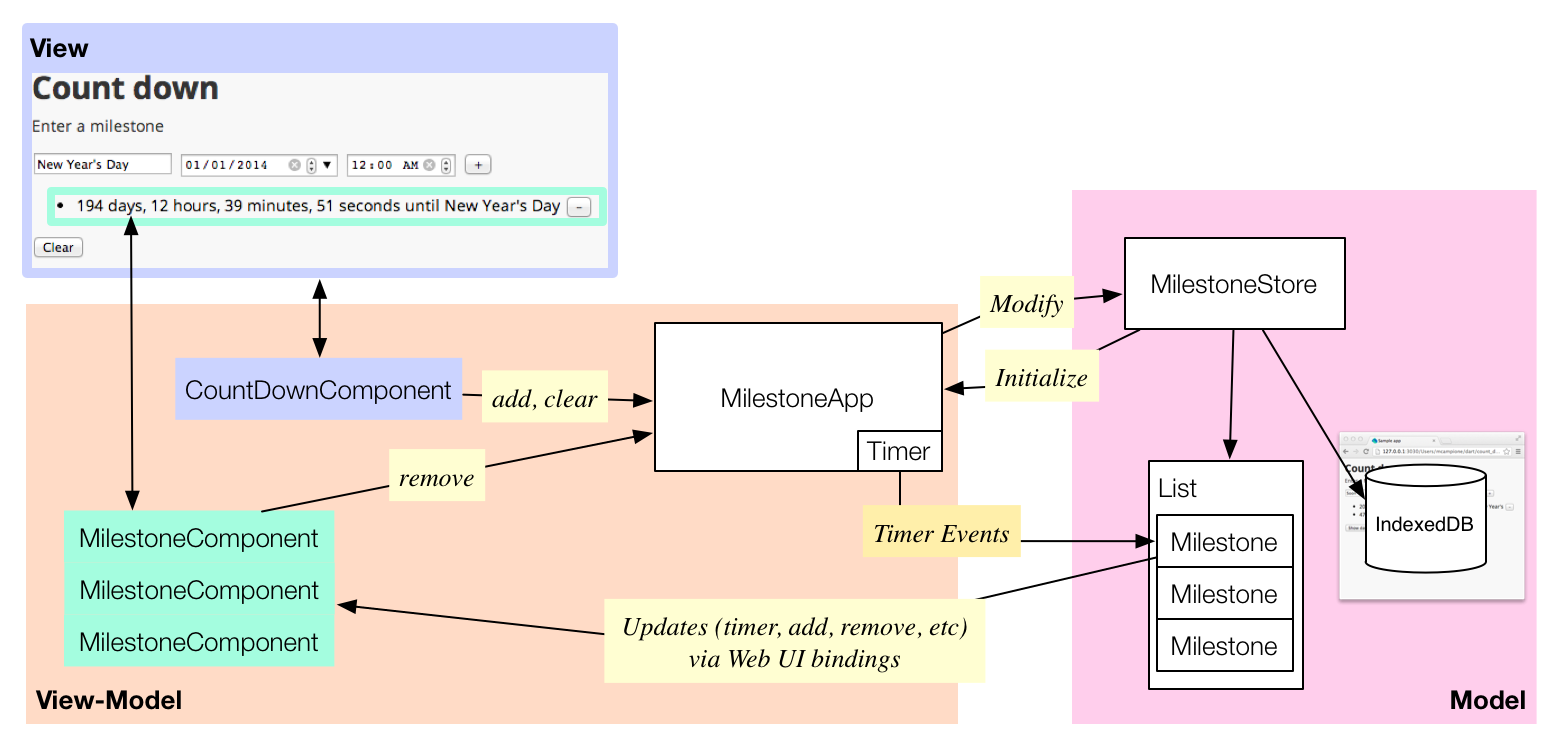 View
Count down
Enter a milestone
New Year's Day 01/01/2014 12:00 AM +
• 194 days, 12 hours, 39 minutes, 51 seconds until New Year's Day -
Clear
CountDownComponent
add, clear
MilestoneApp
Timer
Modify
Initialize
MilestoneStore
remove
Timer Events
MilestoneComponent
MilestoneComponent
MilestoneComponent
Updates (timer, add, remove, etc)
via Web UI bindings
List
Milestone
Milestone
Milestone
Sample app
Count d
IndexedDB
View-Model
Model